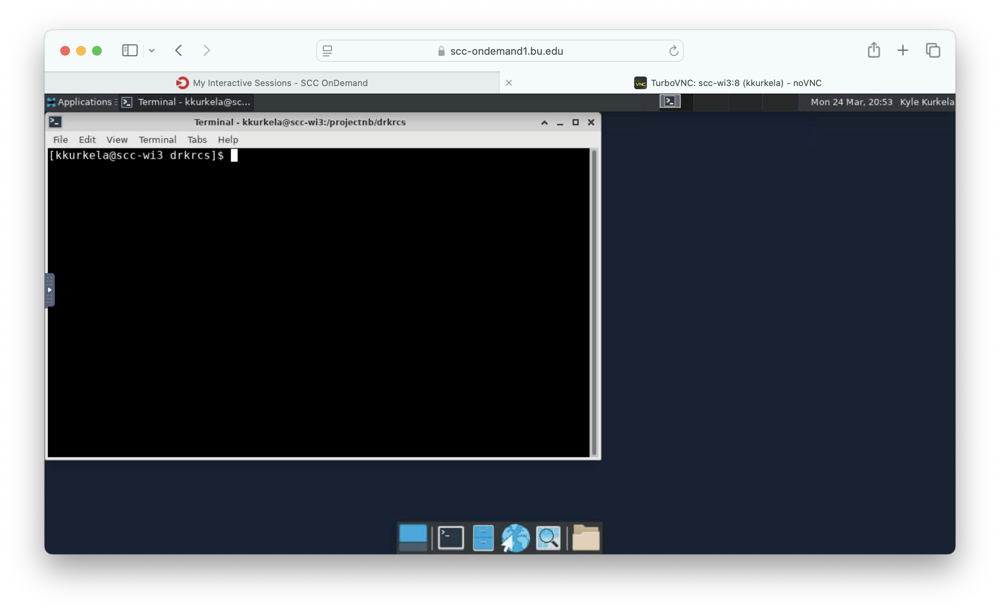 scc-ondemand1.bu.edu
My Interactive Sessions - SCC OnDemand
TurboVNC: scc-wi3:8 (kkurkela) - noVNC
Applications Terminal - kkurkela@sc... Mon 24 Mar, 20:53 Kyle Kurkela
Terminal - kkurkela@scc-wi3:/projectnb/drkrcs
File Edit View Terminal Tabs Help
[kkurkela@scc-wi3 drkrcs]$